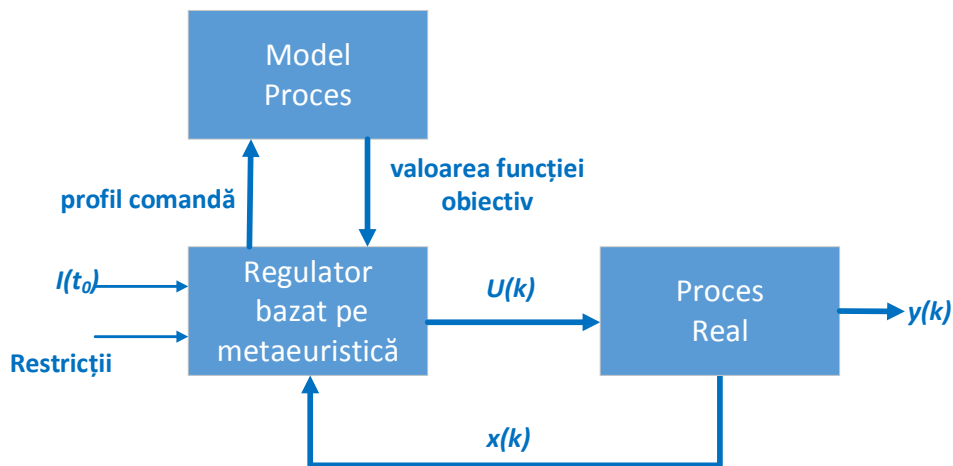 Model
Proces
valoarea funcției
obiectiv
profil comandă
I(t₀)
Regulator
bazat pe
metaeuristică
U(k)
Proces
Real
y(k)
Restricții
x(k)